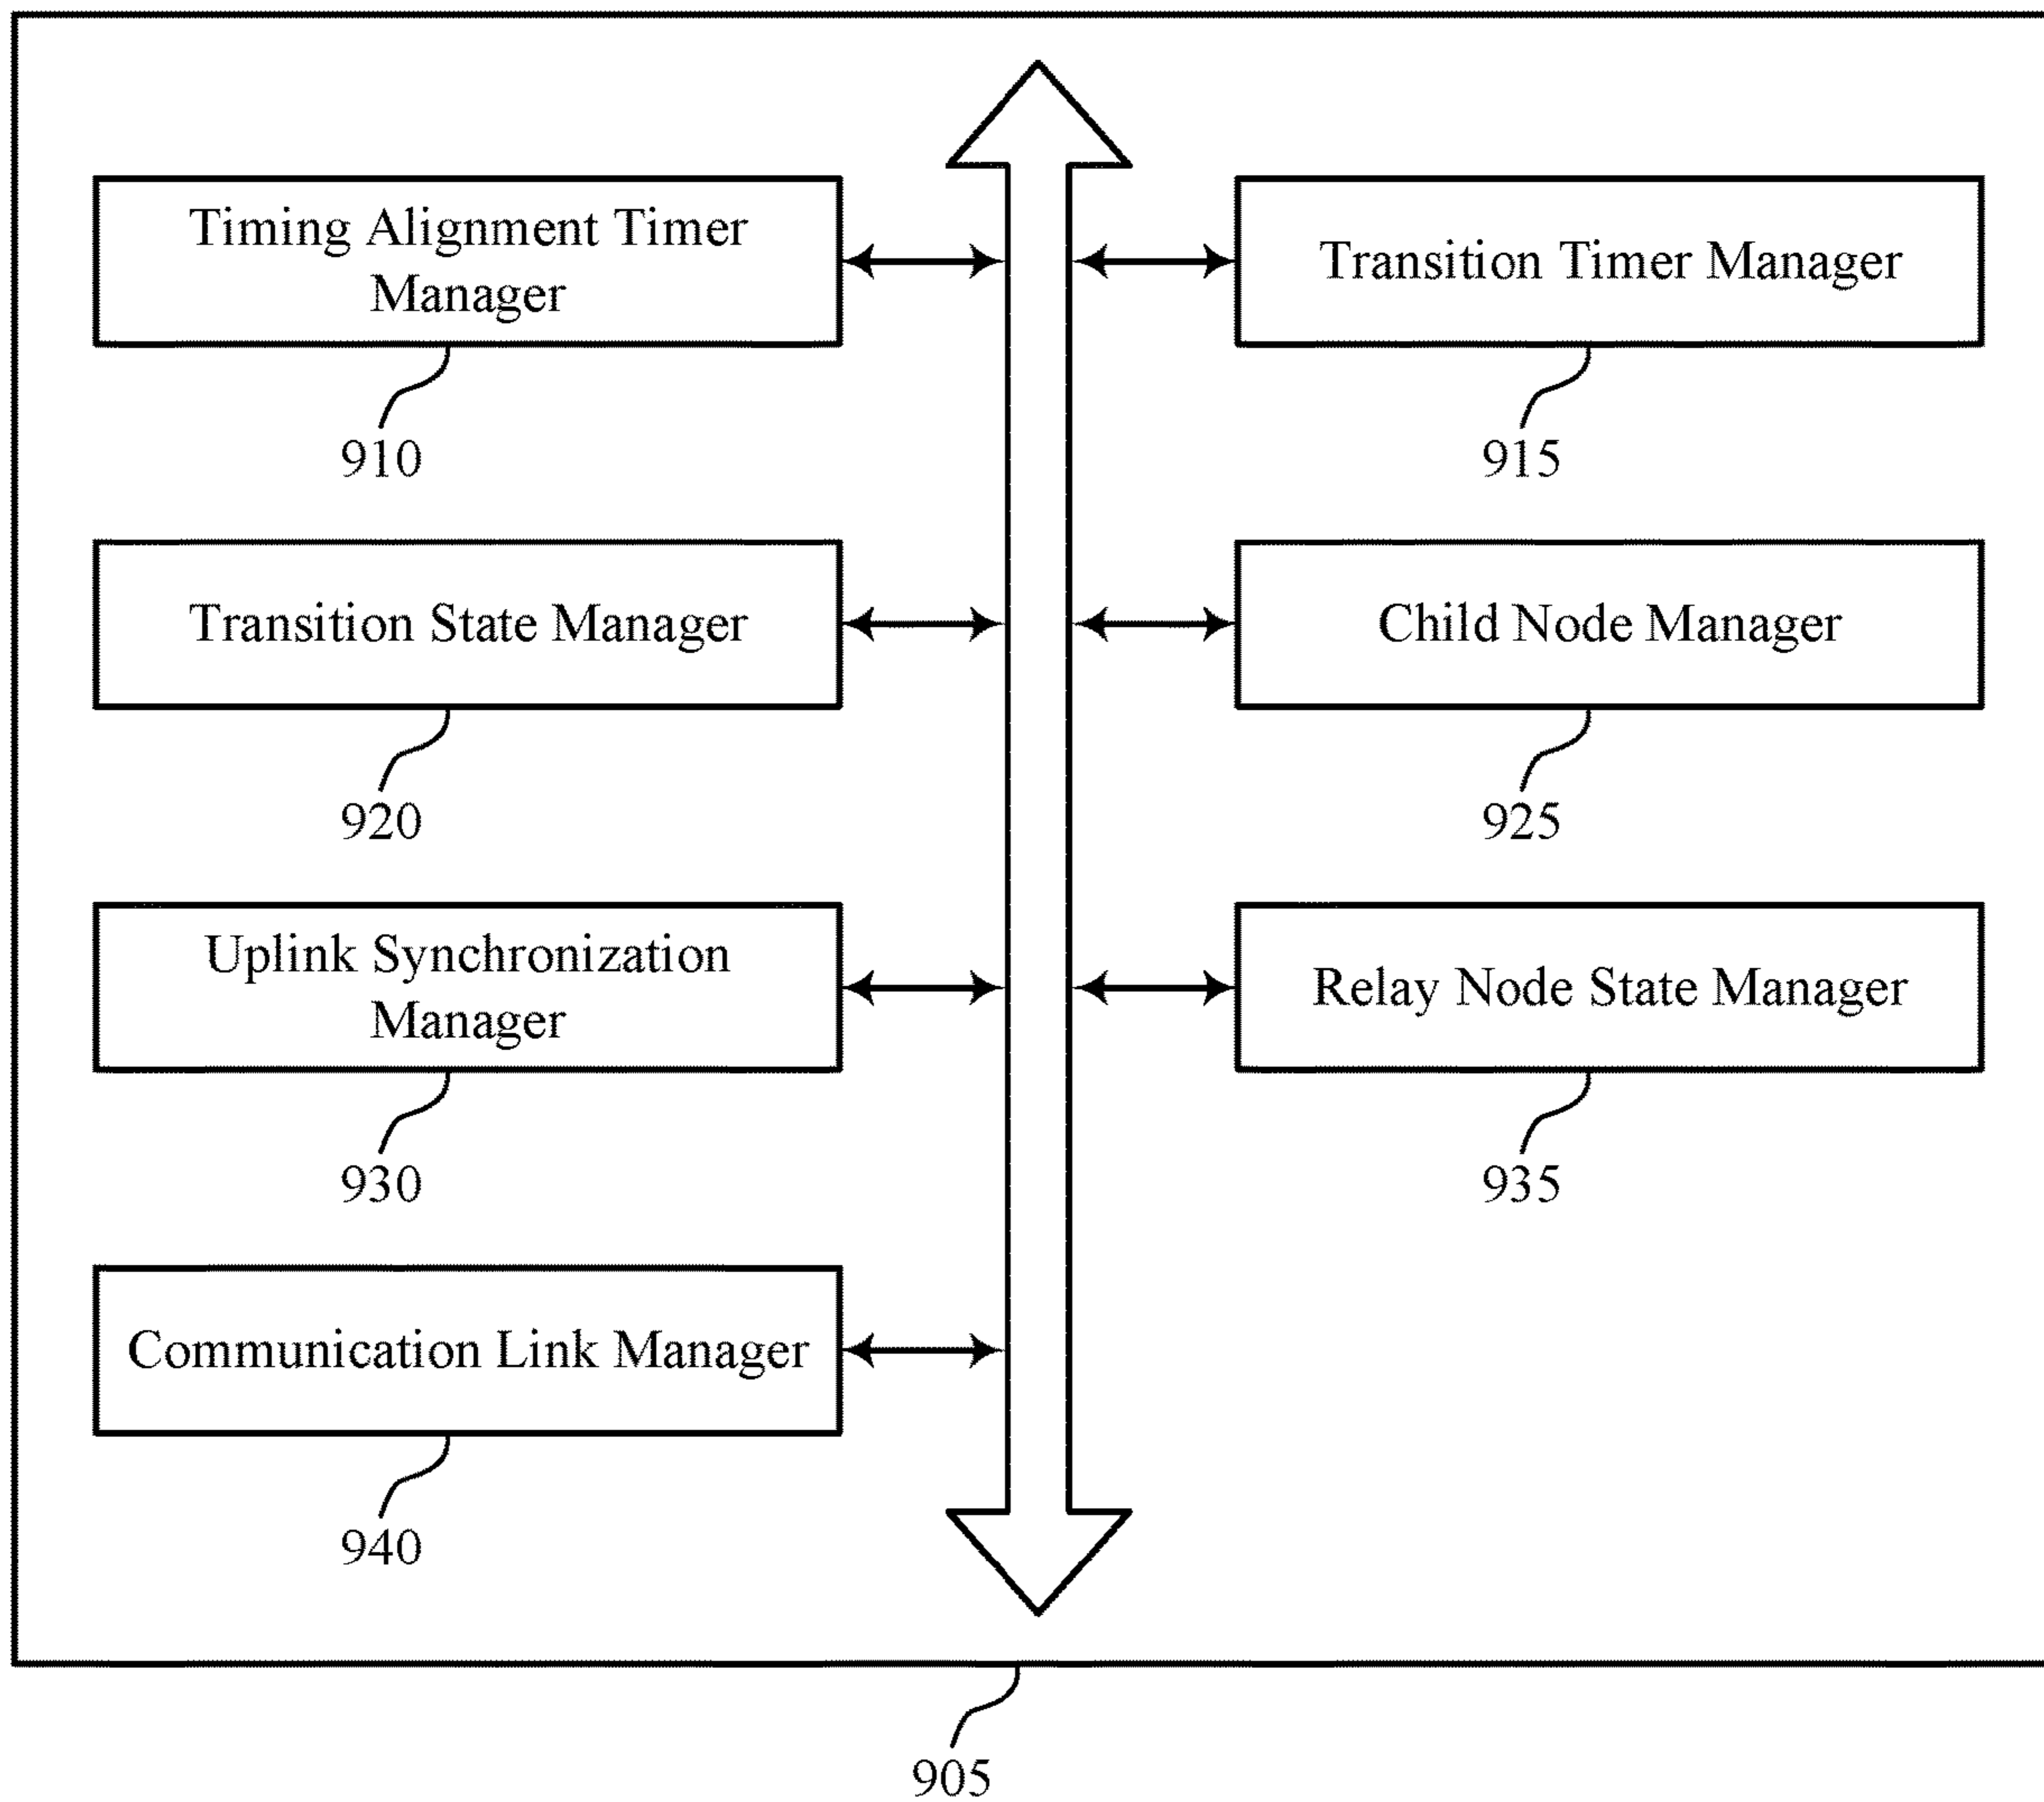 Timing Alignment Timer
Manager
910
Transition Timer Manager
915
Transition State Manager
920
Child Node Manager
925
Uplink Synchronization
Manager
930
Relay Node State Manager
935
Communication Link Manager
940
905